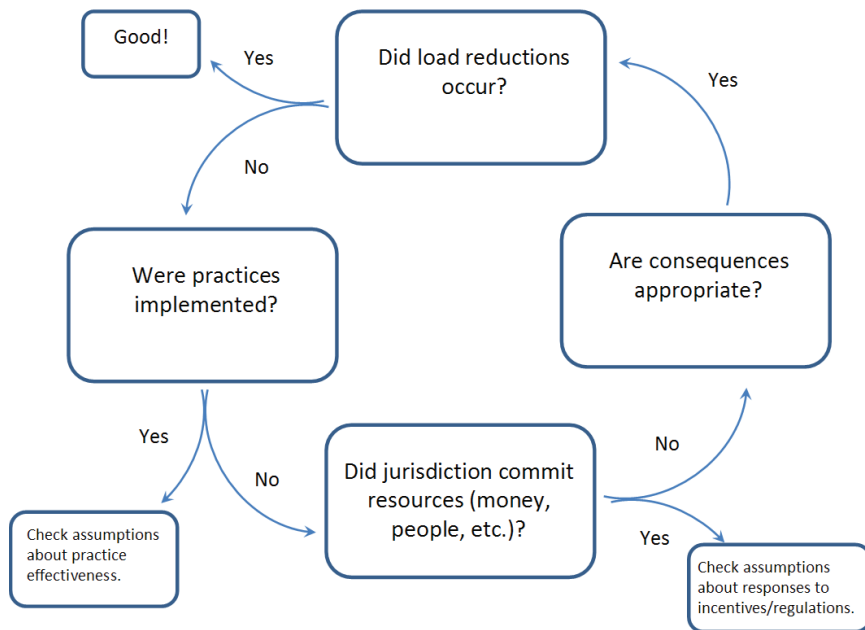 Good!
Yes
Did load reductions
occur?
Yes
No
Were practices
implemented?
Are consequences
appropriate?
Yes
No
Did jurisdiction commit
resources (money,
people, etc.)?
No
Yes
Check assumptions
about practice
effectiveness.
Check assumptions
about responses to
incentives/regulations.